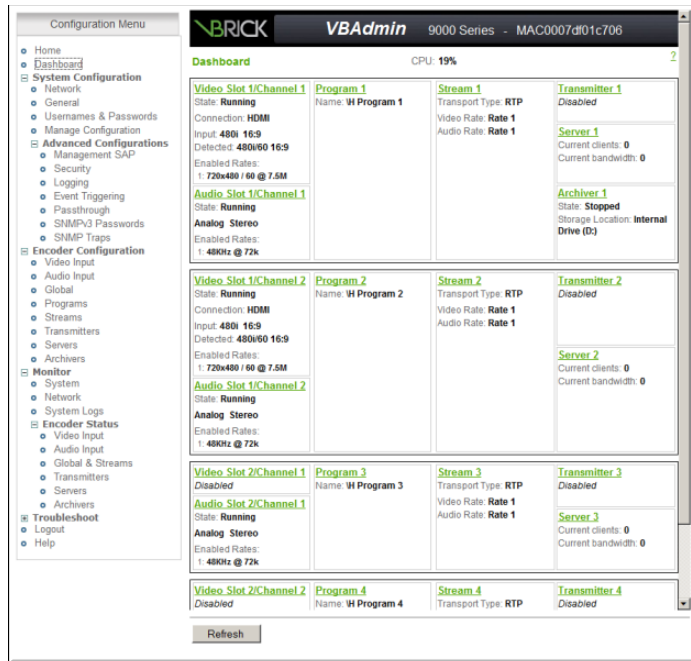 Configuration Menu
Home
Dashboard
System Configuration
Network
General
Usernames & Passwords
Manage Configuration
Advanced Configurations
Management SAP
Security
Logging
Event Triggering
Passthrough
SNMPv3 Passwords
SNMP Traps
Encoder Configuration
Video Input
Audio Input
Global
Programs
Streams
Transmitters
Servers
Archivers
Monitor
System
Network
System Logs
Encoder Status
Video Input
Audio Input
Global & Streams
Transmitters
Servers
Archivers
Troubleshoot
Logout
Help
VBRICK VBAdmin 9000 Series - MAC0007df01c706
Dashboard CPU: 19% ?
Video Slot 1/Channel 1
State: Running
Connection: HDMI
Input: 480i 16:9
Detected: 480i/60 16:9
Enabled Rates:
1: 720x480 / 60 @ 7.5M
Audio Slot 1/Channel 1
State: Running
Analog Stereo
Enabled Rates:
1: 48KHz @ 72k
Program 1
Name: \H Program 1
Stream 1
Transport Type: RTP
Video Rate: Rate 1
Audio Rate: Rate 1
Transmitter 1
Disabled
Server 1
Current clients: 0
Current bandwidth: 0
Archiver 1
State: Stopped
Storage Location: Internal
Drive (D:)
Video Slot 1/Channel 2
State: Running
Connection: HDMI
Input: 480i 16:9
Detected: 480i/60 16:9
Enabled Rates:
1: 720x480 / 60 @ 7.5M
Audio Slot 1/Channel 2
State: Running
Analog Stereo
Enabled Rates:
1: 48KHz @ 72k
Program 2
Name: \H Program 2
Stream 2
Transport Type: RTP
Video Rate: Rate 1
Audio Rate: Rate 1
Transmitter 2
Disabled
Server 2
Current clients: 0
Current bandwidth: 0
Video Slot 2/Channel 1
Disabled
Audio Slot 2/Channel 1
State: Running
Analog Stereo
Enabled Rates:
1: 48KHz @ 72k
Program 3
Name: \H Program 3
Stream 3
Transport Type: RTP
Video Rate: Rate 1
Audio Rate: Rate 1
Transmitter 3
Disabled
Server 3
Current clients: 0
Current bandwidth: 0
Video Slot 2/Channel 2
Disabled
Program 4
Name: \H Program 4
Stream 4
Transport Type: RTP
Transmitter 4
Disabled
Refresh